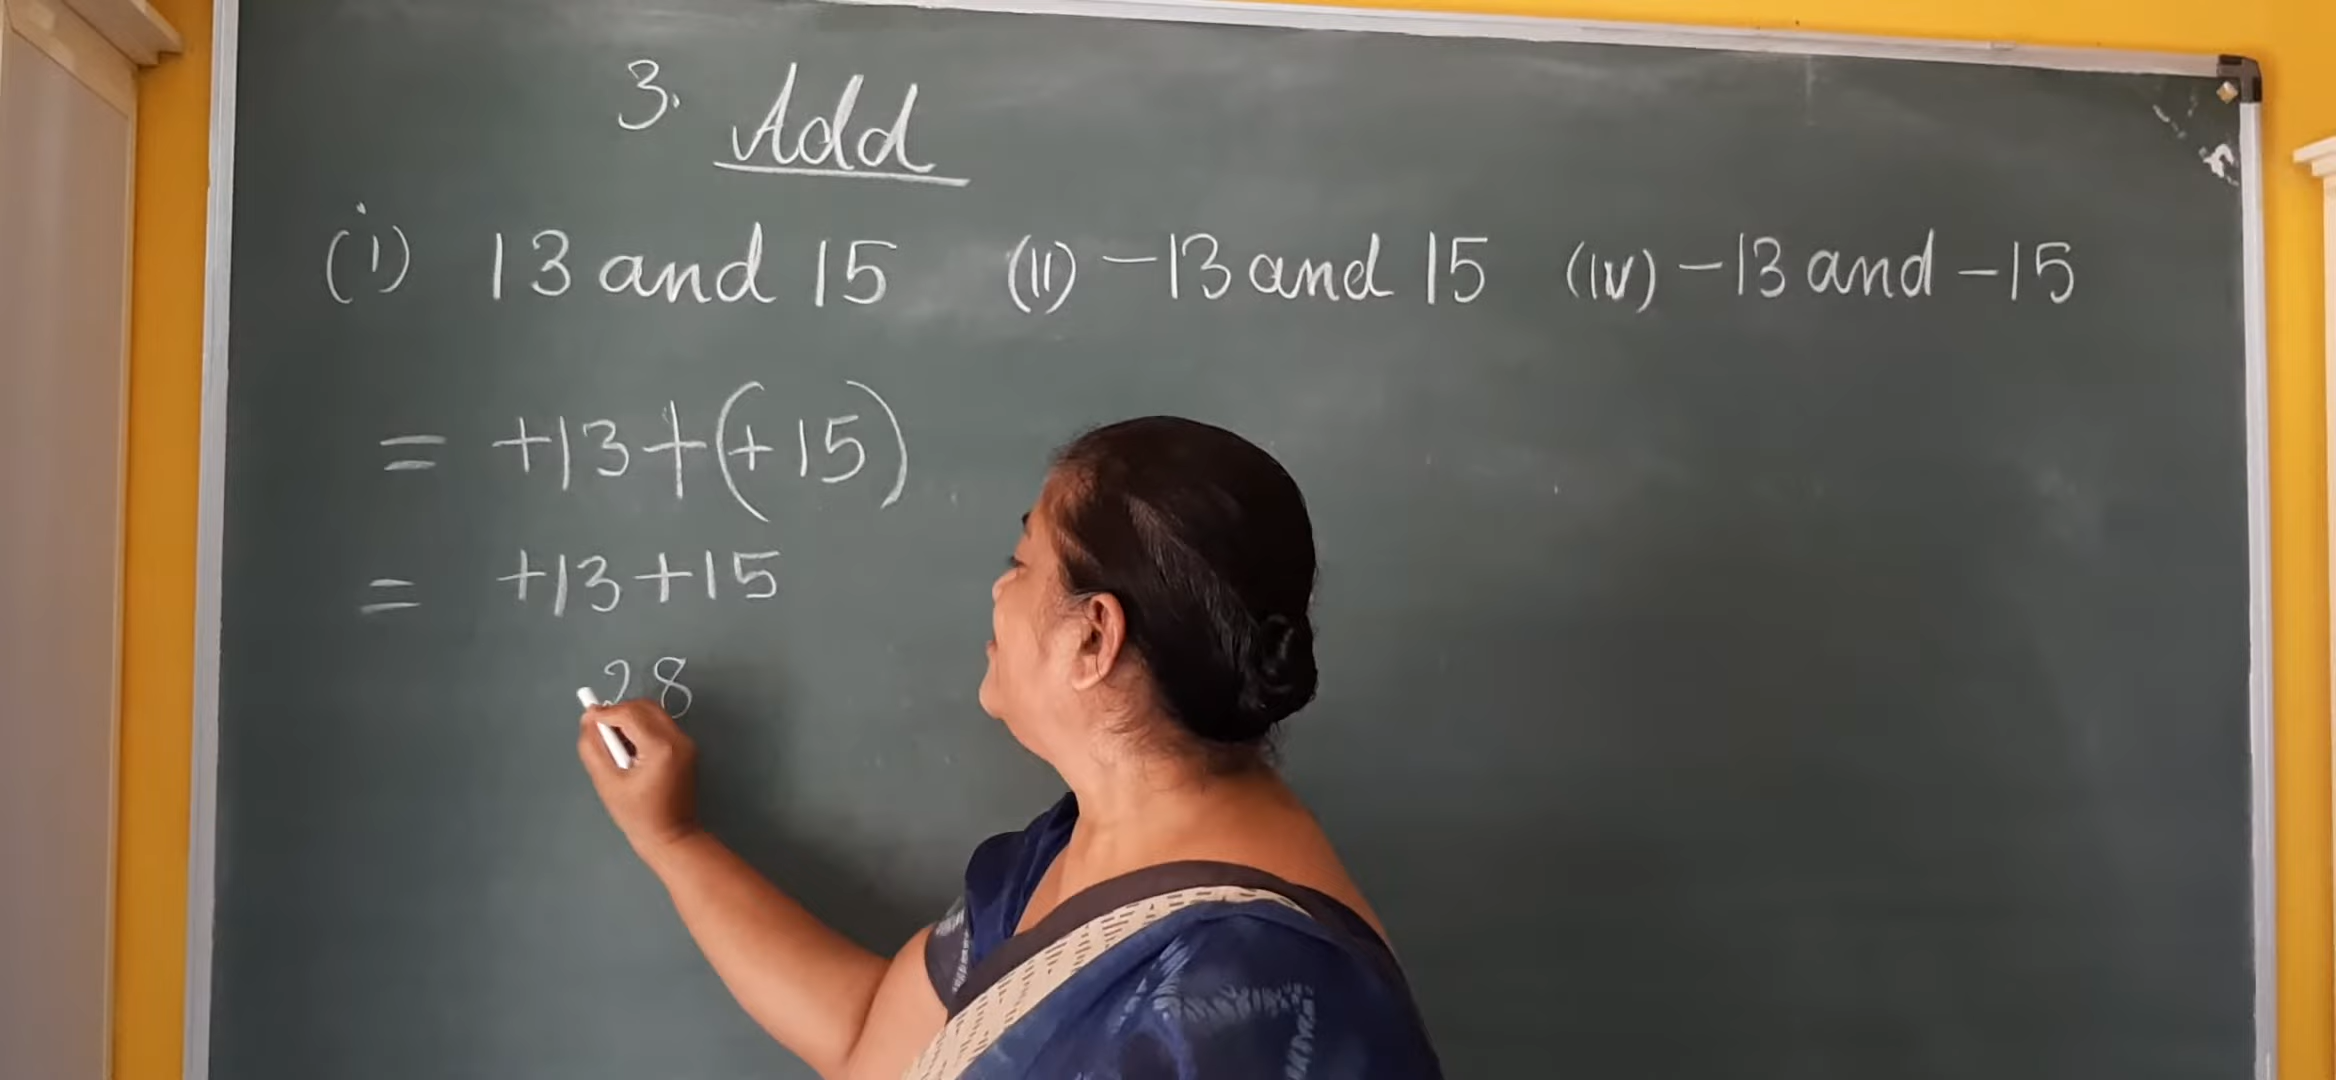 3. Add
(i) 13 and 15 (II) -13 and 15 (IV) -13 and -15
= +13+(+15)
= +13+15
28